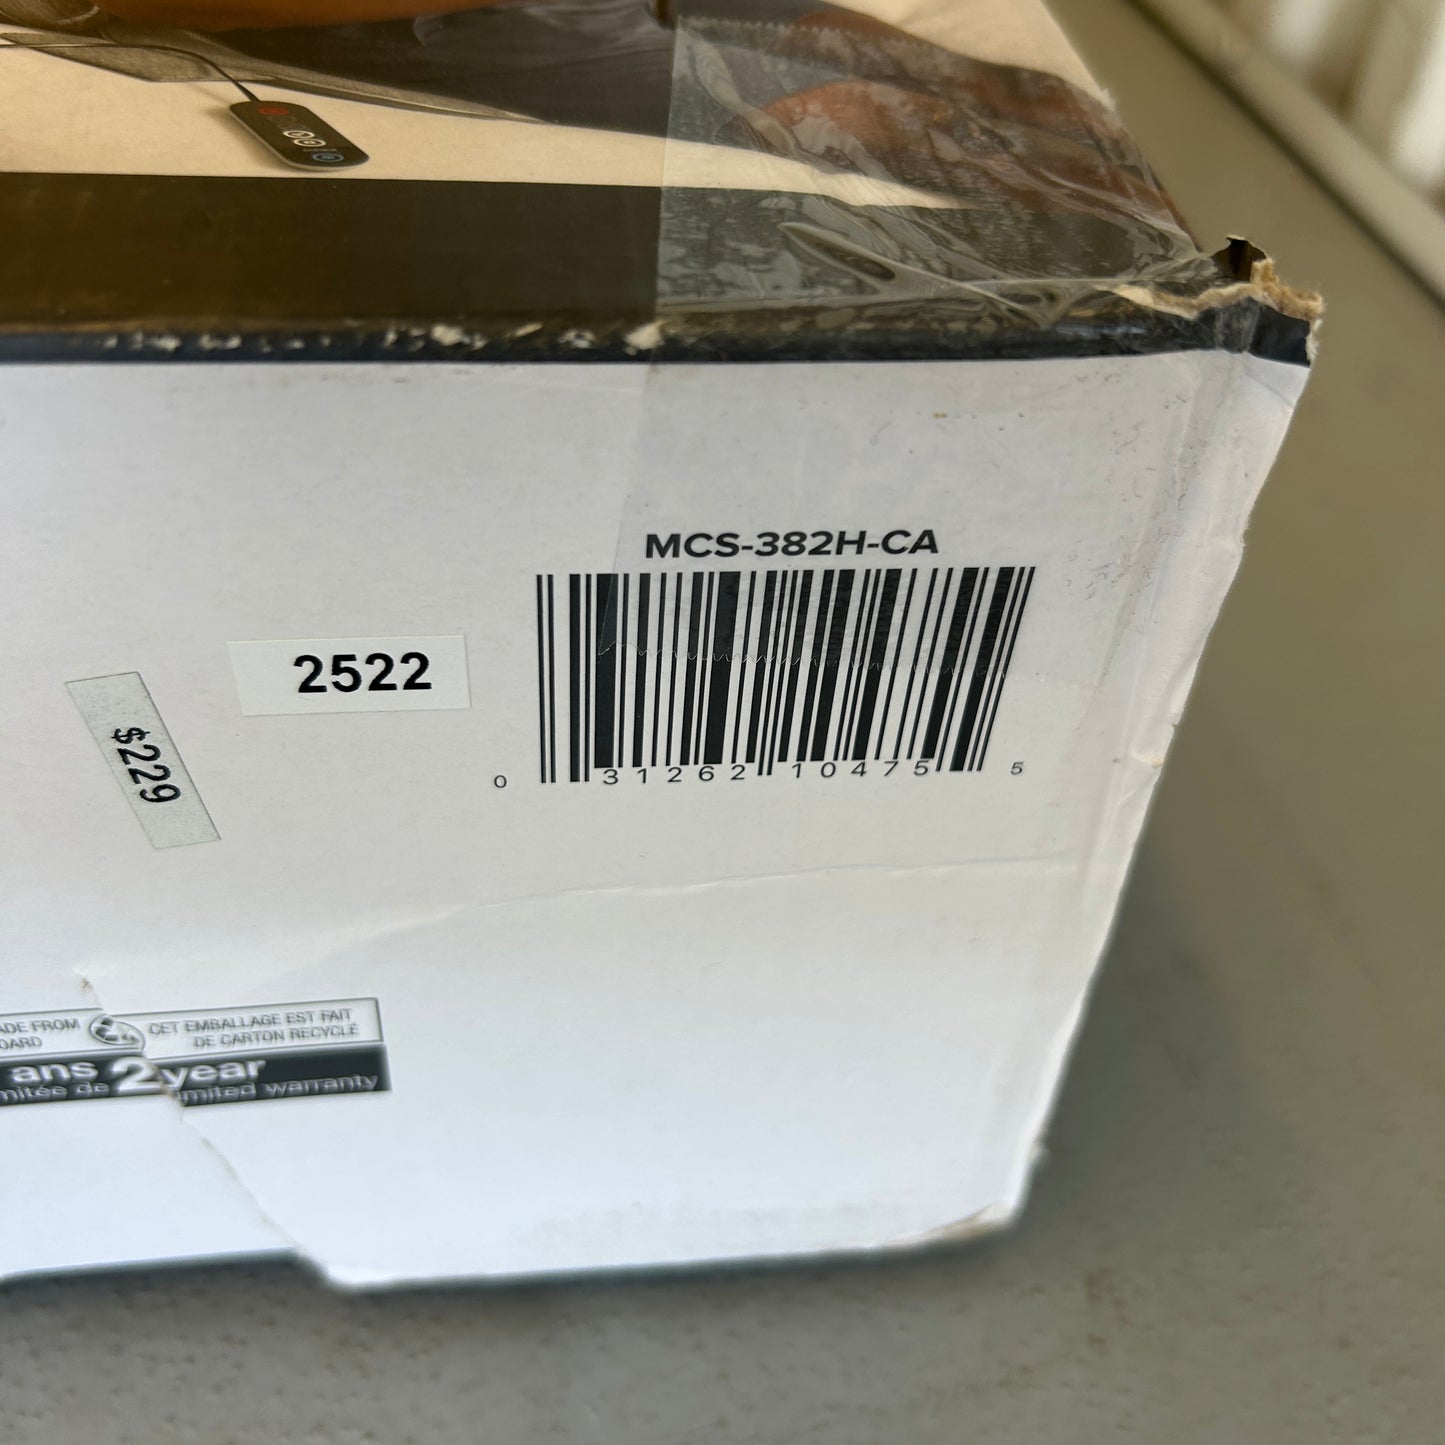 MCS-382H-CA
2522
$229
0 31262 10475 5
ADE FROM
OARD
CET EMBALLAGE EST FAIT
DE CARTON RECYCLÉ
ans 2 year
mitée de limited warranty